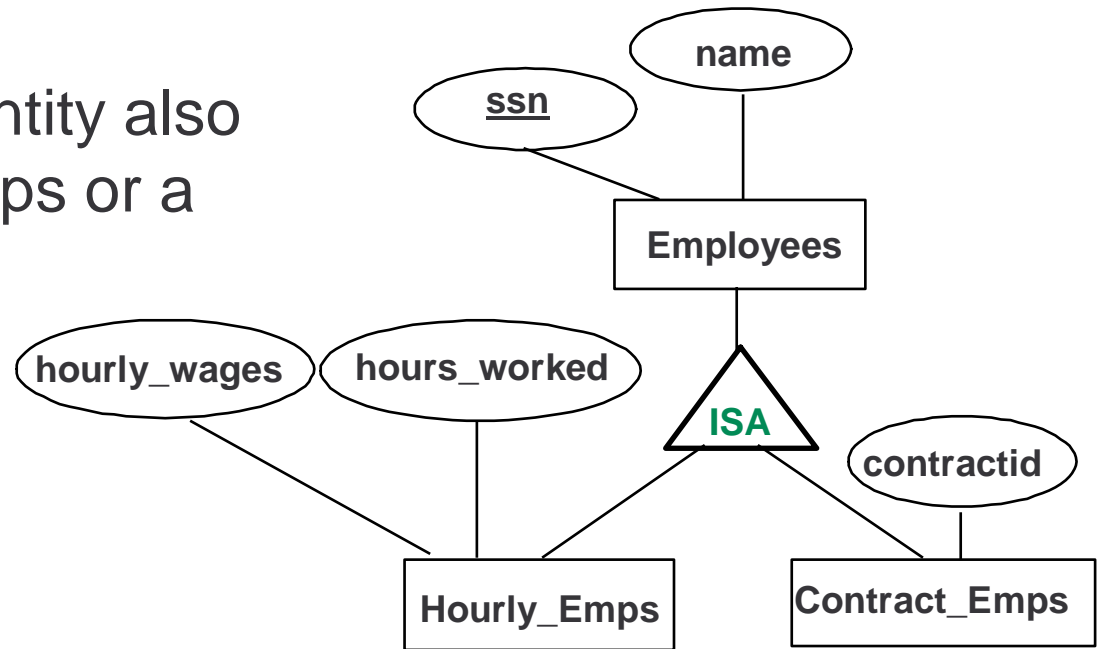 ntity also
ps or a
name
ssn
Employees
hourly_wages
hours_worked
ISA
contractid
Hourly_Emps
Contract_Emps